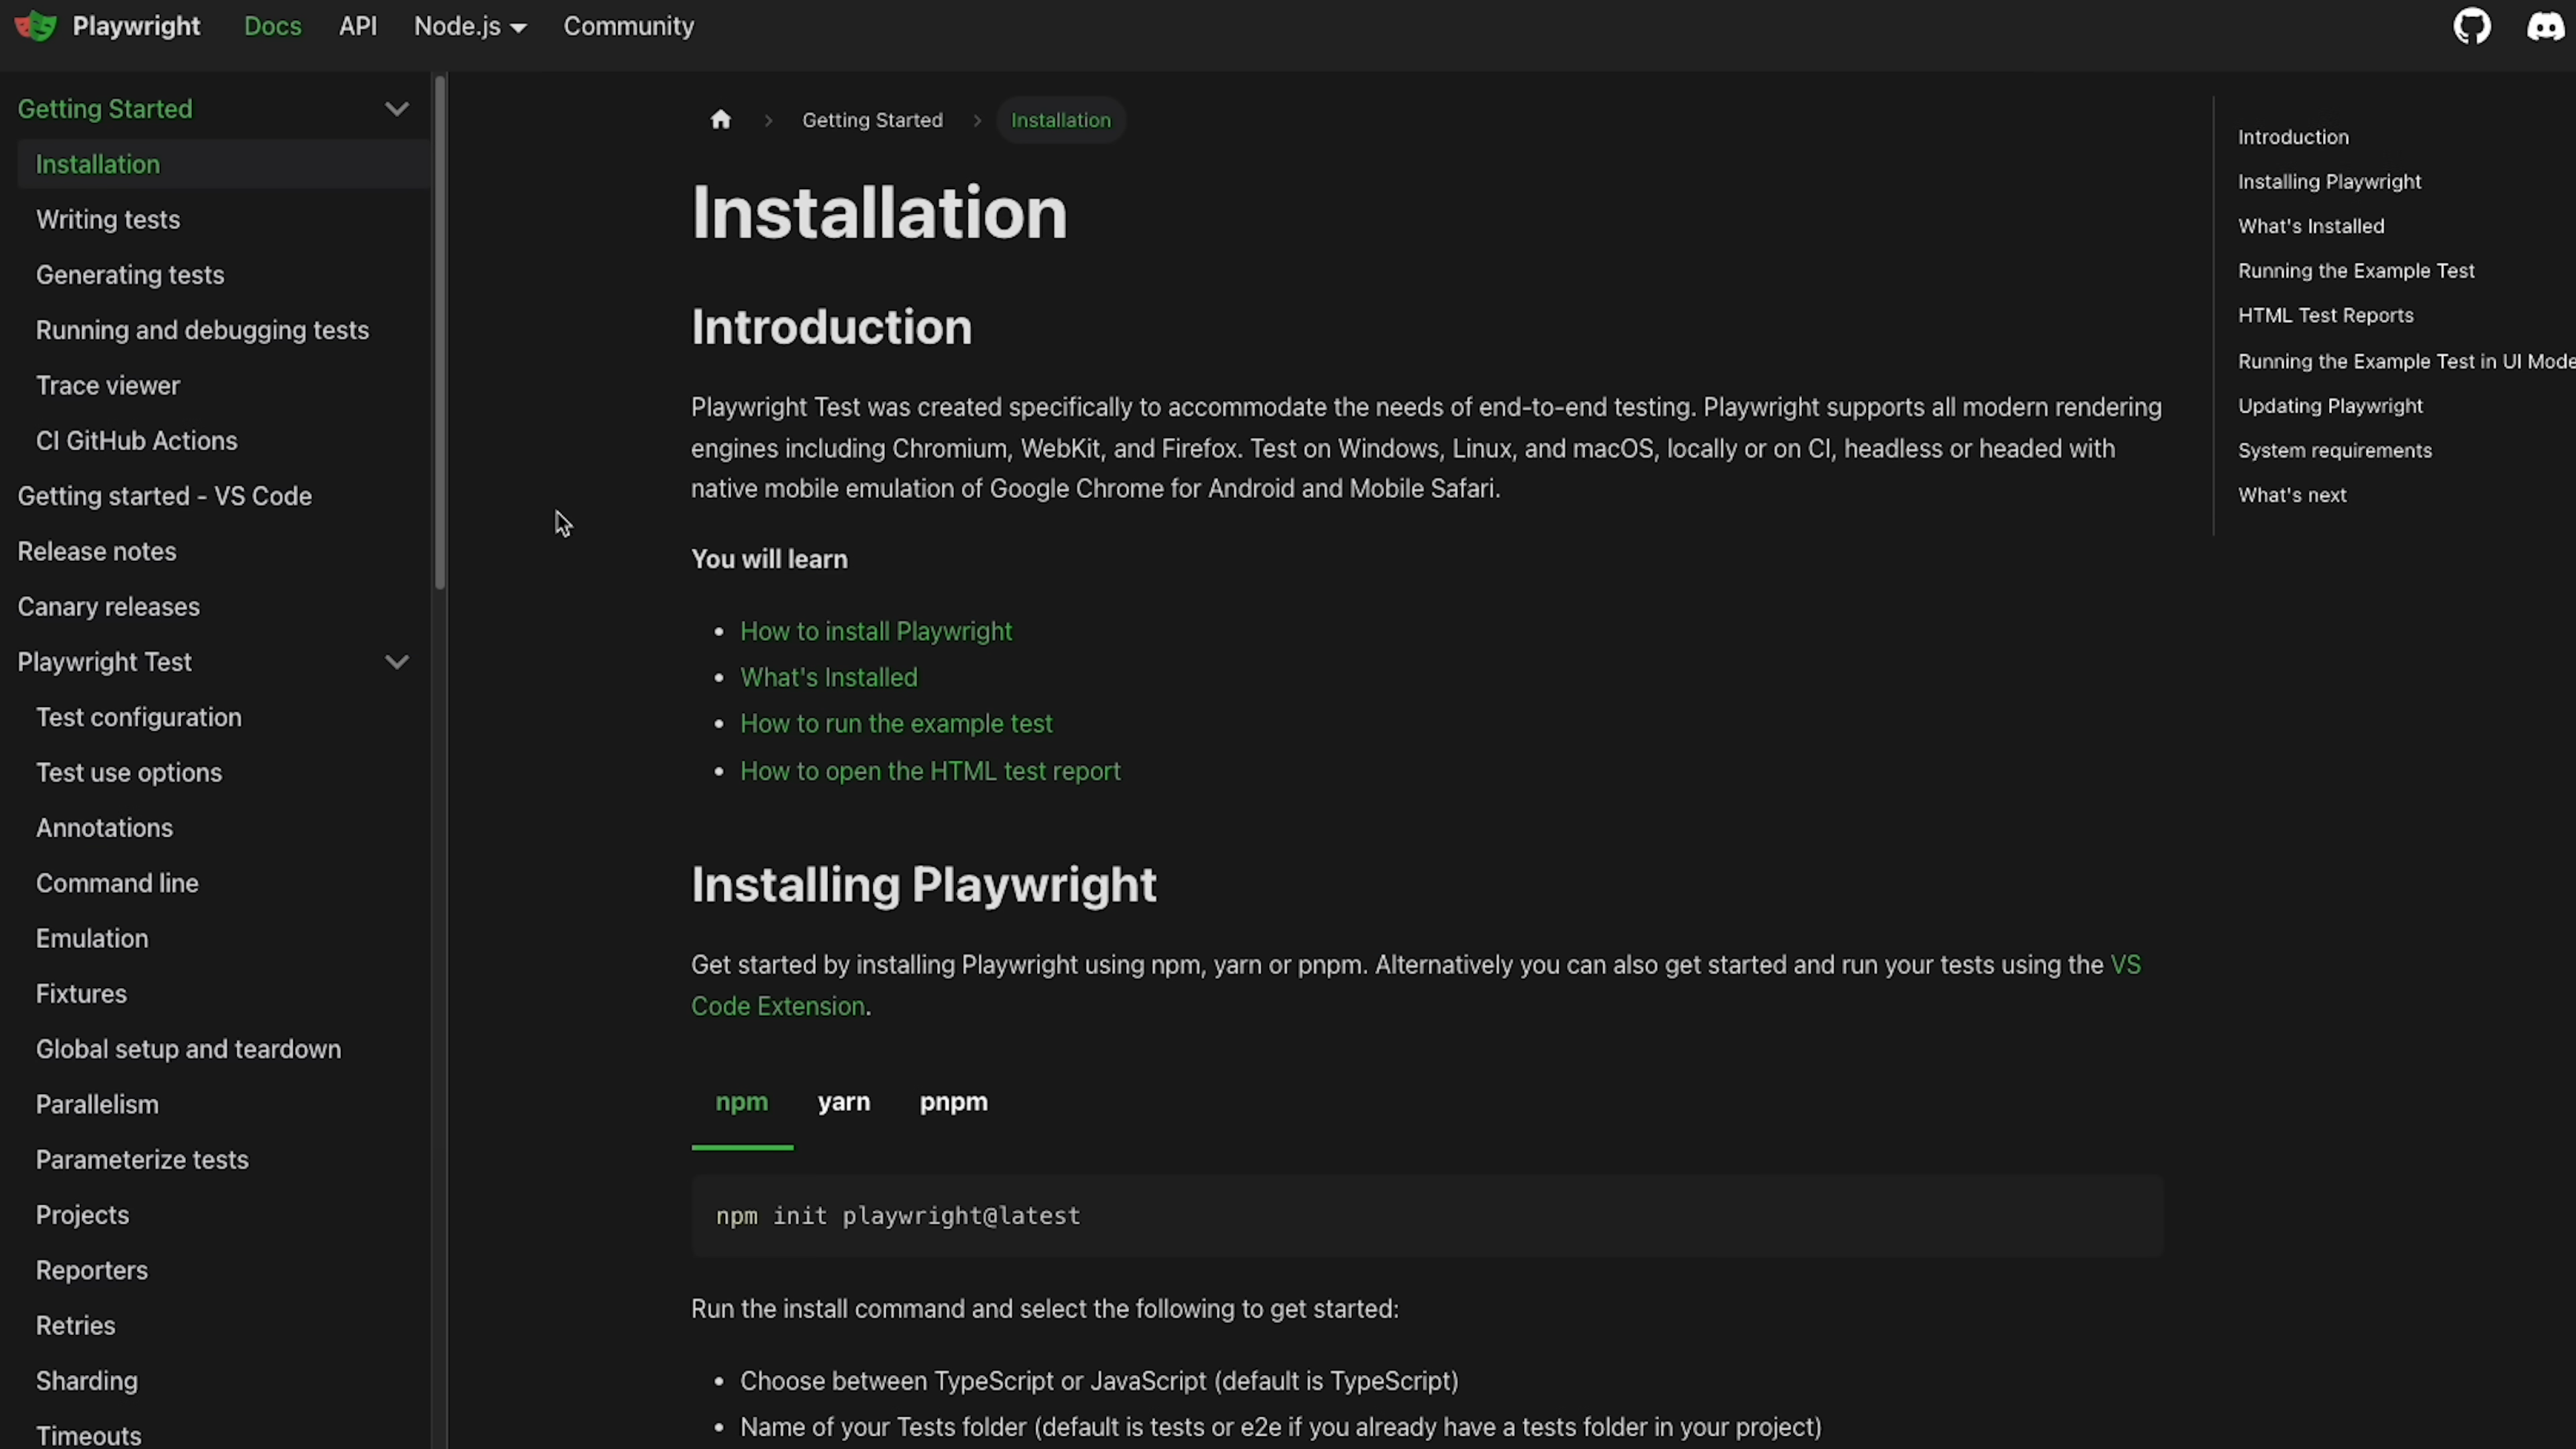 Playwright Docs API Node.js Community
Getting Started
Installation
Writing tests
Generating tests
Running and debugging tests
Trace viewer
CI GitHub Actions
Getting started - VS Code
Release notes
Canary releases
Playwright Test
Test configuration
Test use options
Annotations
Command line
Emulation
Fixtures
Global setup and teardown
Parallelism
Parameterize tests
Projects
Reporters
Retries
Sharding
Timeouts
Getting Started Installation
Installation
Introduction
Playwright Test was created specifically to accommodate the needs of end-to-end testing. Playwright supports all modern rendering
engines including Chromium, WebKit, and Firefox. Test on Windows, Linux, and macOS, locally or on CI, headless or headed with
native mobile emulation of Google Chrome for Android and Mobile Safari.
You will learn
How to install Playwright
What's Installed
How to run the example test
How to open the HTML test report
Installing Playwright
Get started by installing Playwright using npm, yarn or pnpm. Alternatively you can also get started and run your tests using the VS
Code Extension.
npm yarn pnpm
npm init playwright@latest
Run the install command and select the following to get started:
Choose between TypeScript or JavaScript (default is TypeScript)
Name of your Tests folder (default is tests or e2e if you already have a tests folder in your project)
Introduction
Installing Playwright
What's Installed
Running the Example Test
HTML Test Reports
Running the Example Test in UI Mode
Updating Playwright
System requirements
What's next